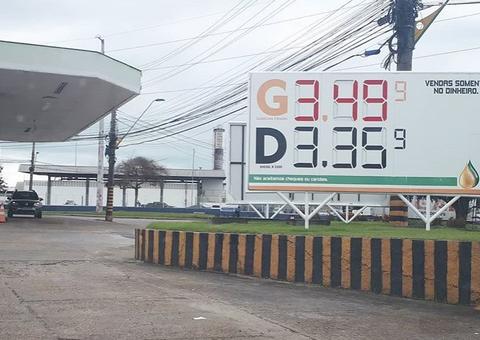 G 3.49 9
VENDAS SOMENTE
NO DINHEIRO.
D 3.35 9
Não aceitamos cheques ou cartões.